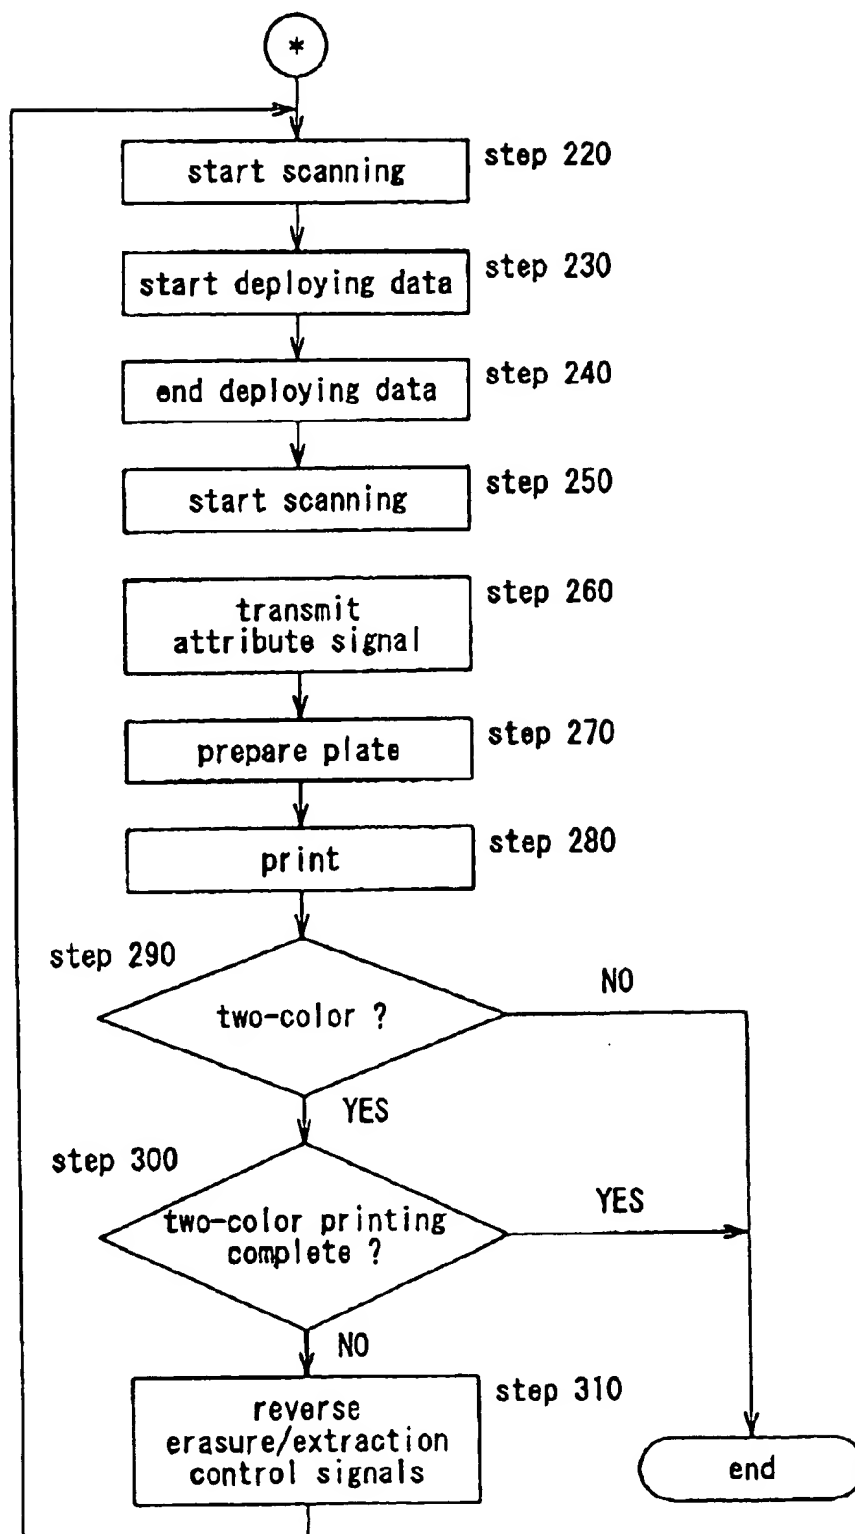 *
start scanning
step 220
start deploying data
step 230
end deploying data
step 240
start scanning
step 250
transmit
attribute signal
step 260
prepare plate
step 270
print
step 280
step 290
two-color ?
NO
YES
step 300
two-color printing
complete ?
YES
NO
step 310
reverse
erasure/extraction
control signals
end